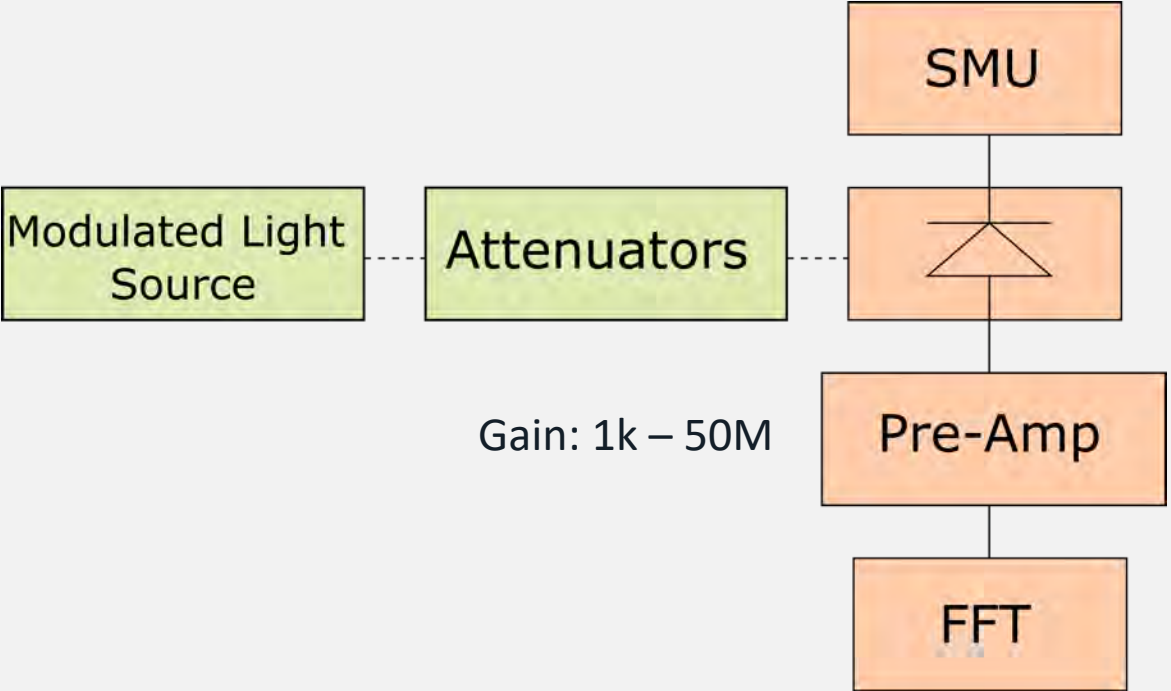 SMU
Modulated Light
Source
Attenuators
Gain: 1k – 50M
Pre-Amp
FFT